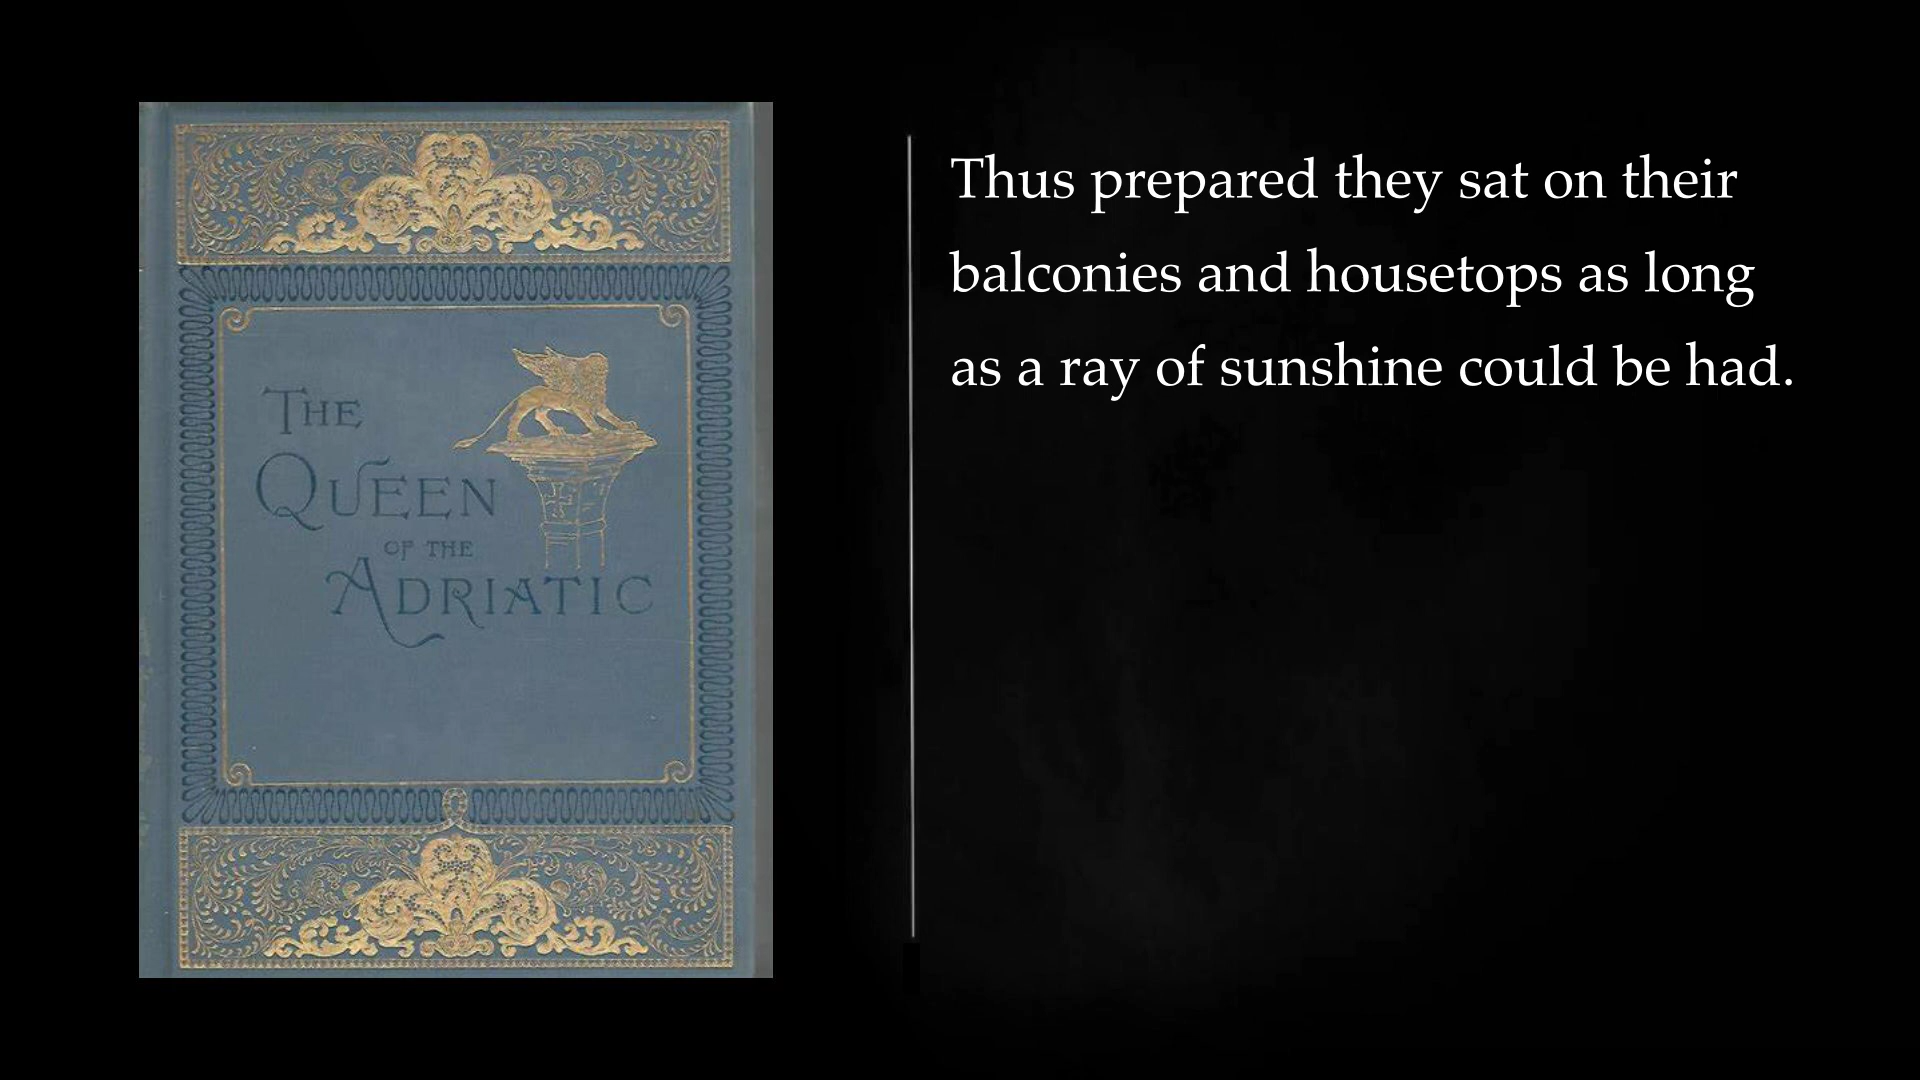 THE
QUEEN
OF THE
ADRIATIC
Thus prepared they sat on their
balconies and housetops as long
as a ray of sunshine could be had.